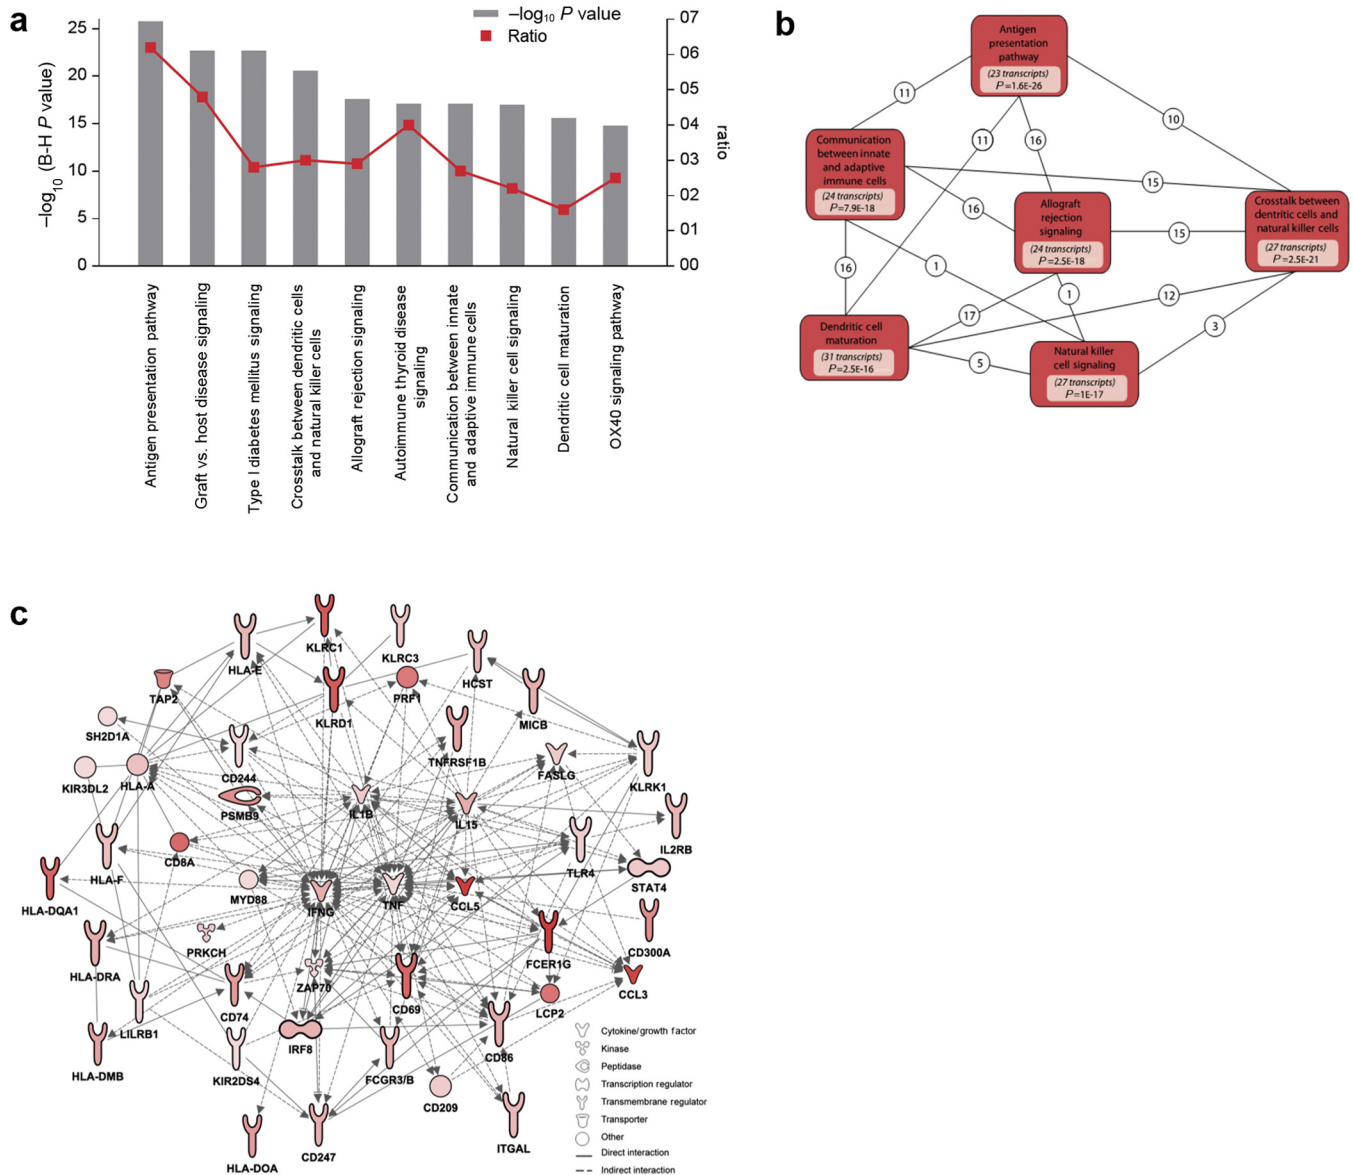 a
–log10 P value
Ratio
–log10 (B-H P value)
25
20
15
10
5
0
07
06
05
04
03
02
01
00
ratio
Antigen presentation pathway
Graft vs. host disease signaling
Type I diabetes mellitus signaling
Crosstalk between dendritic cells
and natural killer cells
Allograft rejection signaling
Autoimmune thyroid disease
signaling
Communication between innate
and adaptive immune cells
Natural killer cell signaling
Dendritic cell maturation
OX40 signaling pathway
b
Antigen
presentation
pathway
(23 transcripts)
P=1.6E-26
11
10
11
16
Communication
between innate
and adaptive
immune cells
(24 transcripts)
P=7.9E-18
15
16
Allograft
rejection
signaling
(24 transcripts)
P=2.5E-18
15
Crosstalk between
dentritic cells and
natural killer cells
(27 transcripts)
P=2.5E-21
16
1
1
12
17
3
5
Dendritic cell
maturation
(31 transcripts)
P=2.5E-16
Natural killer
cell signaling
(27 transcripts)
P=1E-17
c
KLRC1
KLRC3
HLA-E
HCST
TAP2
PRF1
KLRD1
MICB
SH2D1A
TNFRSF1B
CD244
FASLG
KLRK1
KIR3DL2
HLA-A
PSMB9
IL1B
IL15
IL2RB
CD8A
HLA-F
TLR4
STAT4
HLA-DQA1
MYD88
IFNG
TNF
CCL5
PRKCH
CD300A
HLA-DRA
FCER1G
ZAP70
CCL3
CD74
CD69
LCP2
LILRB1
IRF8
CD86
HLA-DMB
KIR2DS4
FCGR3/B
CD209
ITGAL
CD247
HLA-DOA
Cytokine/growth factor
Kinase
Peptidase
Transcription regulator
Transmembrane regulator
Transporter
Other
Direct interaction
Indirect interaction